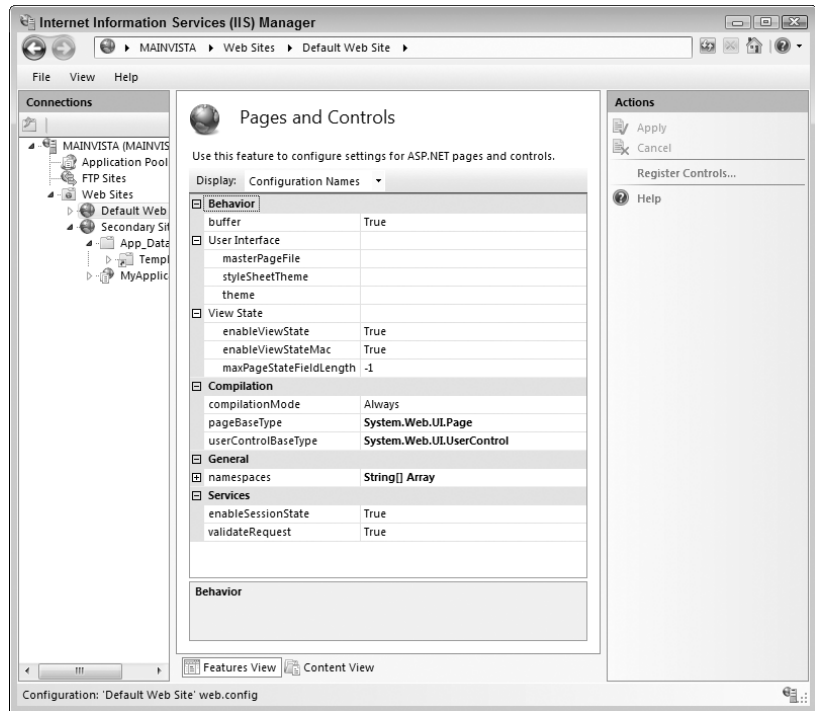 Internet Information Services (IIS) Manager
MAINVISTA Web Sites Default Web Site
File View Help
Connections
MAINVISTA (MAINVIS
Application Pool
FTP Sites
Web Sites
Default Web
Secondary Sit
App_Data
Templ
MyApplic
Pages and Controls
Use this feature to configure settings for ASP.NET pages and controls.
Display: Configuration Names
Behavior
buffer True
User Interface
masterPageFile
styleSheetTheme
theme
View State
enableViewState True
enableViewStateMac True
maxPageStateFieldLength -1
Compilation
compilationMode Always
pageBaseType System.Web.UI.Page
userControlBaseType System.Web.UI.UserControl
General
namespaces String[] Array
Services
enableSessionState True
validateRequest True
Behavior
Features View Content View
Actions
Apply
Cancel
Register Controls...
Help
Configuration: 'Default Web Site' web.config